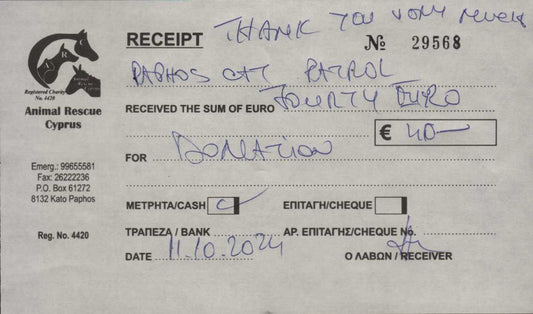 THANK YOU VERY MUCH
RECEIPT
№ 29568
PAPHOS CAT PATROL
Registered Charity
No. 4420
Animal Rescue
Cyprus
RECEIVED THE SUM OF EURO FOURTY EURO
€ 40-
FOR DONATION
Emerg.: 99655581
Fax: 26222236
P.O. Box 61272
8132 Kato Paphos
ΜΕΤΡΗΤΑ/CASH ΕΠΙΤΑΓΗ/CHEQUE
Reg. No. 4420
ΤΡΑΠΕΖΑ / BANK ΑΡ. ΕΠΙΤΑΓΗΣ/CHEQUE No.
DATE 11.10.2024 Ο ΛΑΒΩΝ / RECEIVER